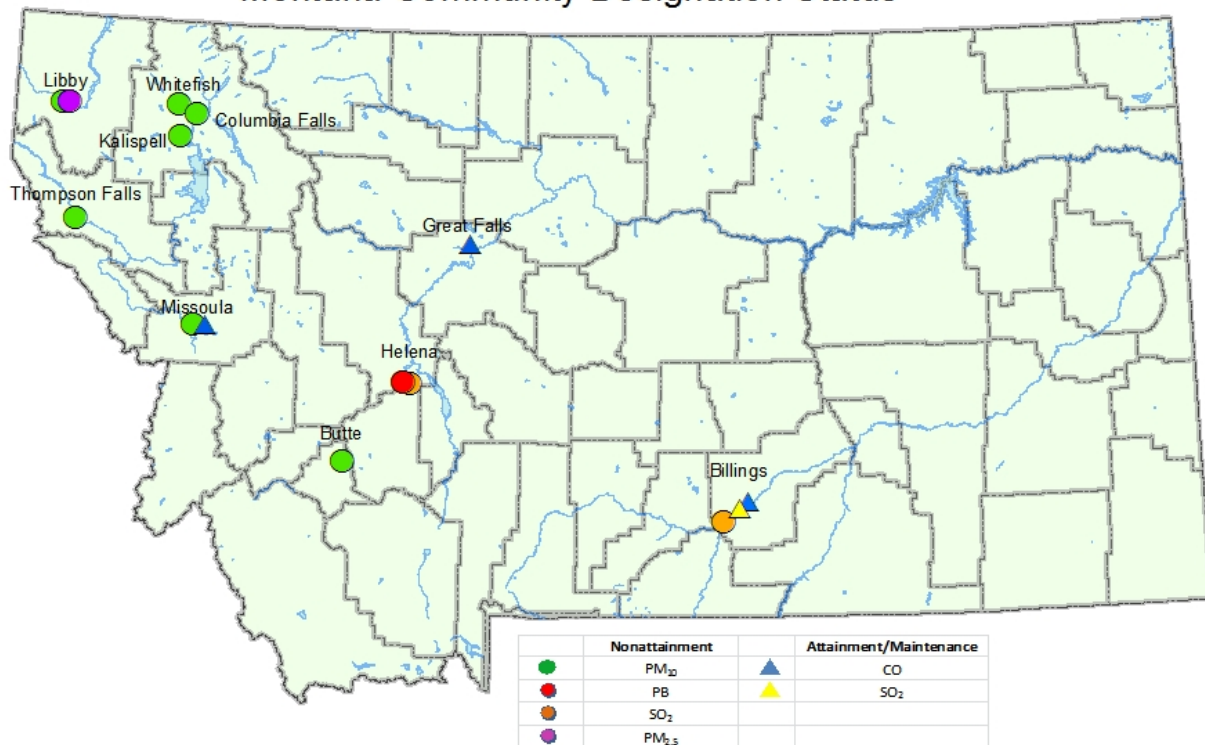 Montana Community Designation Status
Libby
Whitefish
Columbia Falls
Kalispell
Thompson Falls
Great Falls
Missoula
Helena
Butte
Billings
Nonattainment Attainment/Maintenance
PM₁₀ CO
PB SO₂
SO₂
PM₂.₅